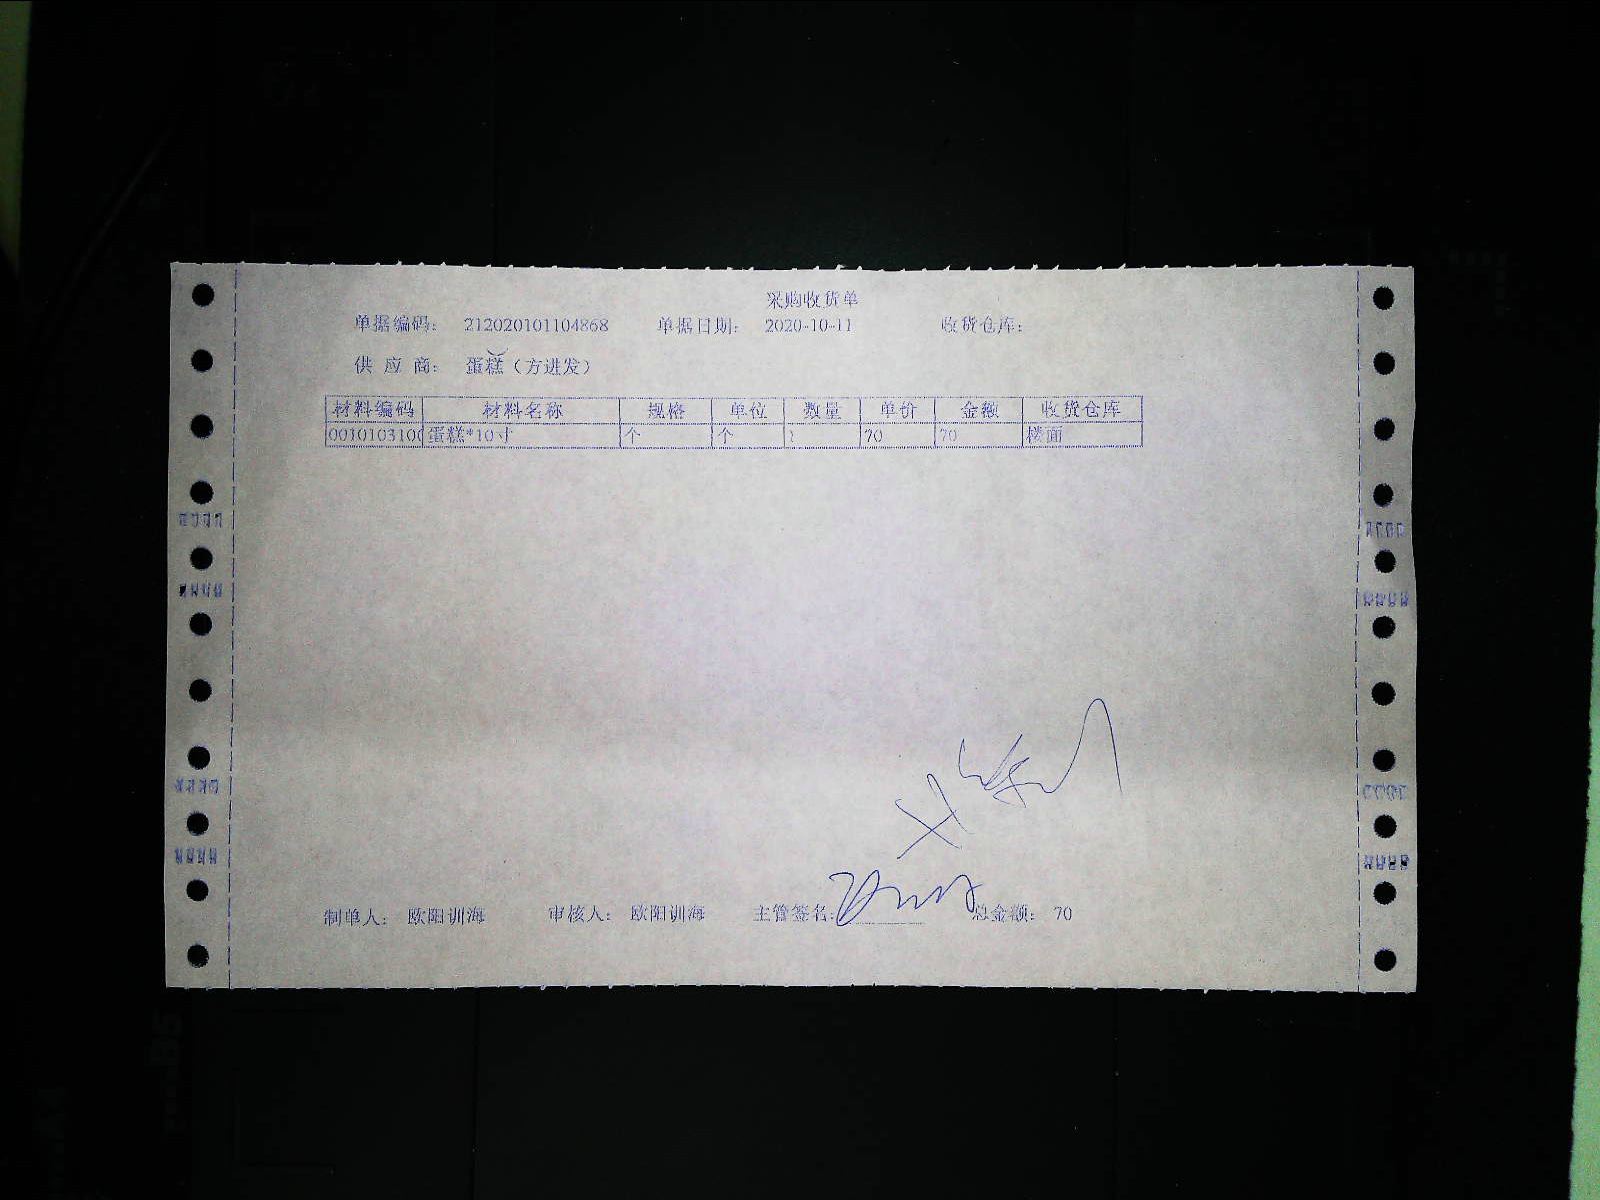 采购收货单
单据编码： 212020101104868 单据日期： 2020-10-11 收货仓库：
供 应 商： 蛋糕（方进发）
材料编码 材料名称 规格 单位 数量 单价 金额 收货仓库
0010103100 蛋糕*10寸 个 个 1 70 70 楼面
制单人： 欧阳训海 审核人： 欧阳训海 主管签名： 总金额： 70